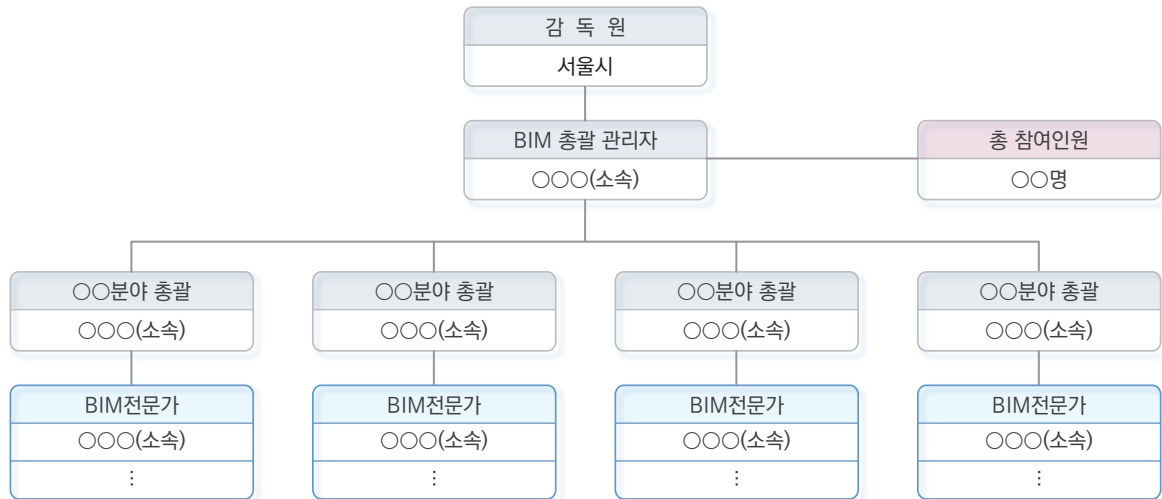 감 독 원
서울시
BIM 총괄 관리자
○○○(소속)
총 참여인원
○○명
○○분야 총괄
○○○(소속)
○○분야 총괄
○○○(소속)
○○분야 총괄
○○○(소속)
○○분야 총괄
○○○(소속)
BIM전문가
○○○(소속)
⋮
BIM전문가
○○○(소속)
⋮
BIM전문가
○○○(소속)
⋮
BIM전문가
○○○(소속)
⋮